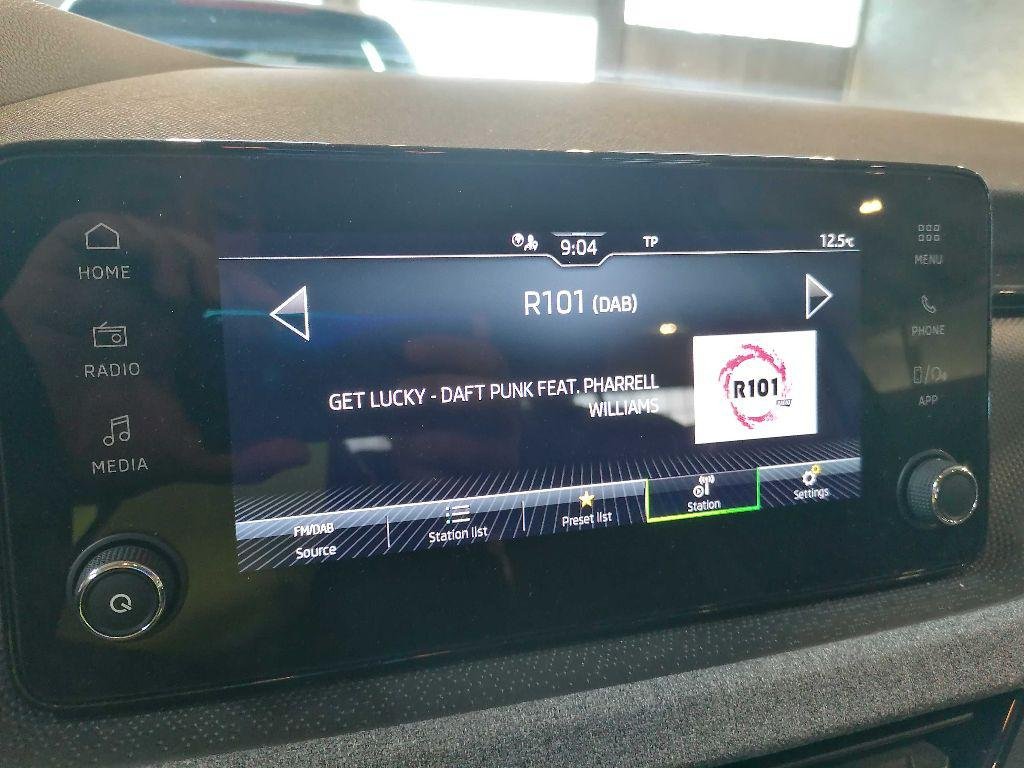 9:04
TP
12.5°C
HOME
MENU
R101 (DAB)
PHONE
RADIO
GET LUCKY - DAFT PUNK FEAT. PHARRELL
WILLIAMS
R101
APP
MEDIA
FM/DAB
Source
Station list
Preset list
Station
Settings